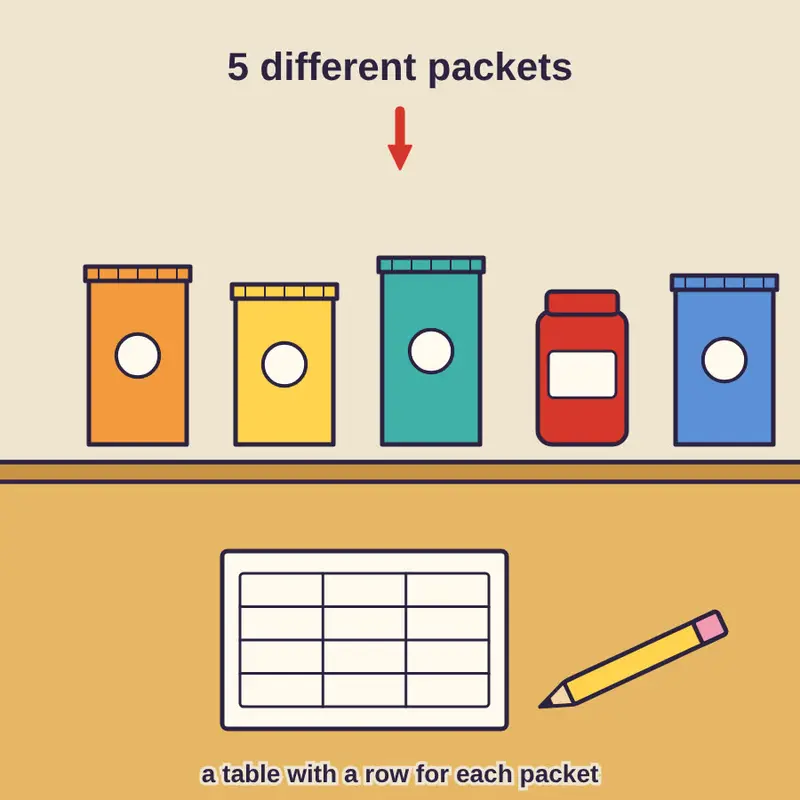 5 different packets
a table with a row for each packet